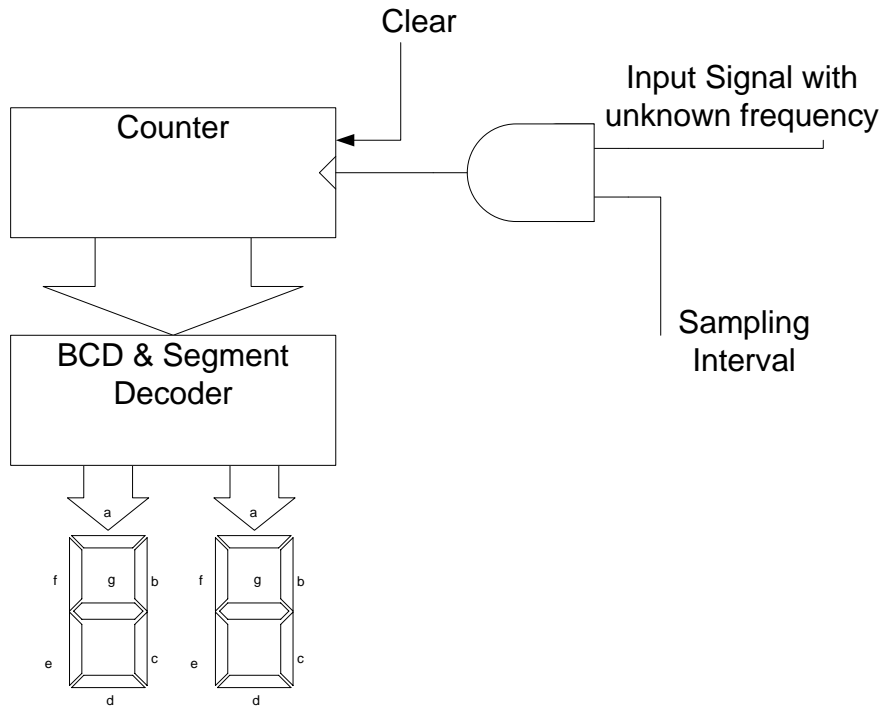 Clear
Input Signal with
unknown frequency
Counter
Sampling
Interval
BCD & Segment
Decoder
a
a
f
g
b
f
g
b
e
c
e
c
d
d